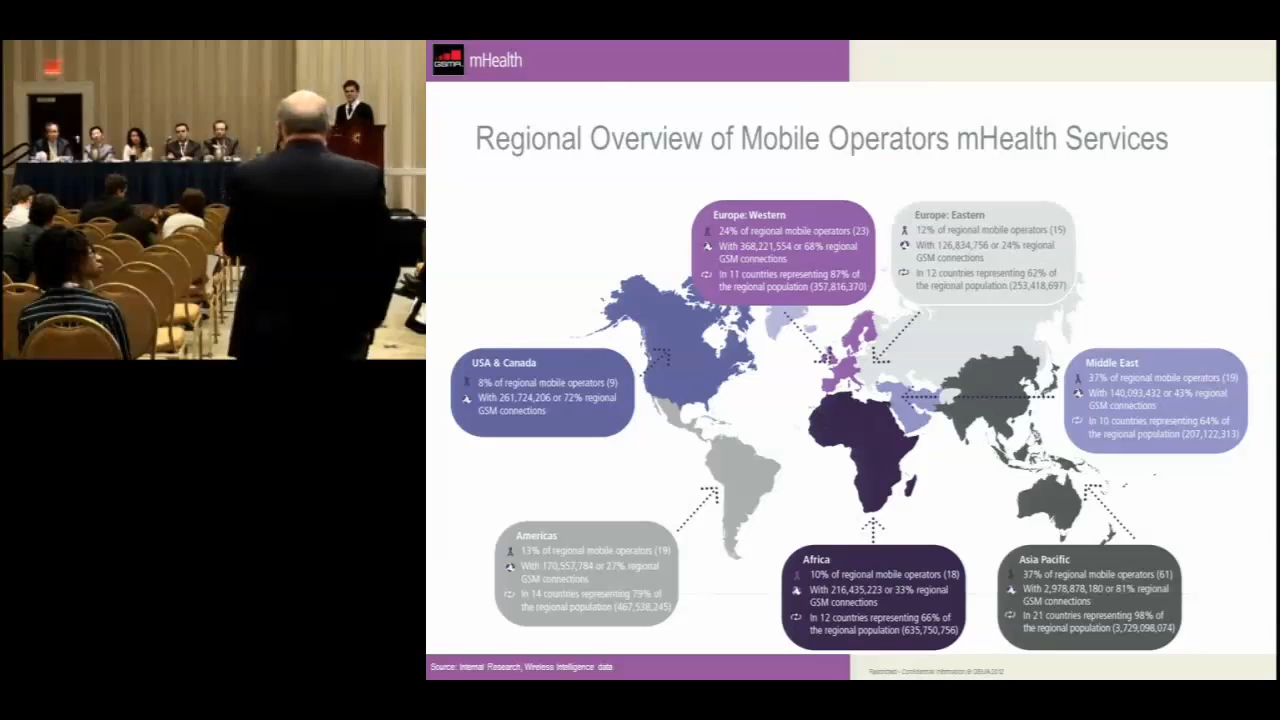 GSMA mHealth
Regional Overview of Mobile Operators mHealth Services
Europe: Western
24% of regional mobile operators (23)
With 368,221,554 or 68% regional
GSM connections
In 11 countries representing 87% of
the regional population (357,816,370)
Europe: Eastern
12% of regional mobile operators (15)
With 126,834,756 or 24% regional
GSM connections
In 12 countries representing 62% of
the regional population (253,418,697)
USA & Canada
8% of regional mobile operators (9)
With 261,724,206 or 72% regional
GSM connections
Middle East
37% of regional mobile operators (19)
With 140,093,432 or 43% regional
GSM connections
In 10 countries representing 64% of
the regional population (207,122,313)
Americas
13% of regional mobile operators (19)
With 170,557,784 or 27% regional
GSM connections
In 14 countries representing 79% of
the regional population (467,538,245)
Africa
10% of regional mobile operators (18)
With 216,435,223 or 33% regional
GSM connections
In 12 countries representing 66% of
the regional population (635,750,756)
Asia Pacific
37% of regional mobile operators (61)
With 2,978,878,180 or 81% regional
GSM connections
In 21 countries representing 98% of
the regional population (3,729,098,074)
Source: Internal Research, Wireless Intelligence data
Restricted - Confidential Information © GSMA 2012